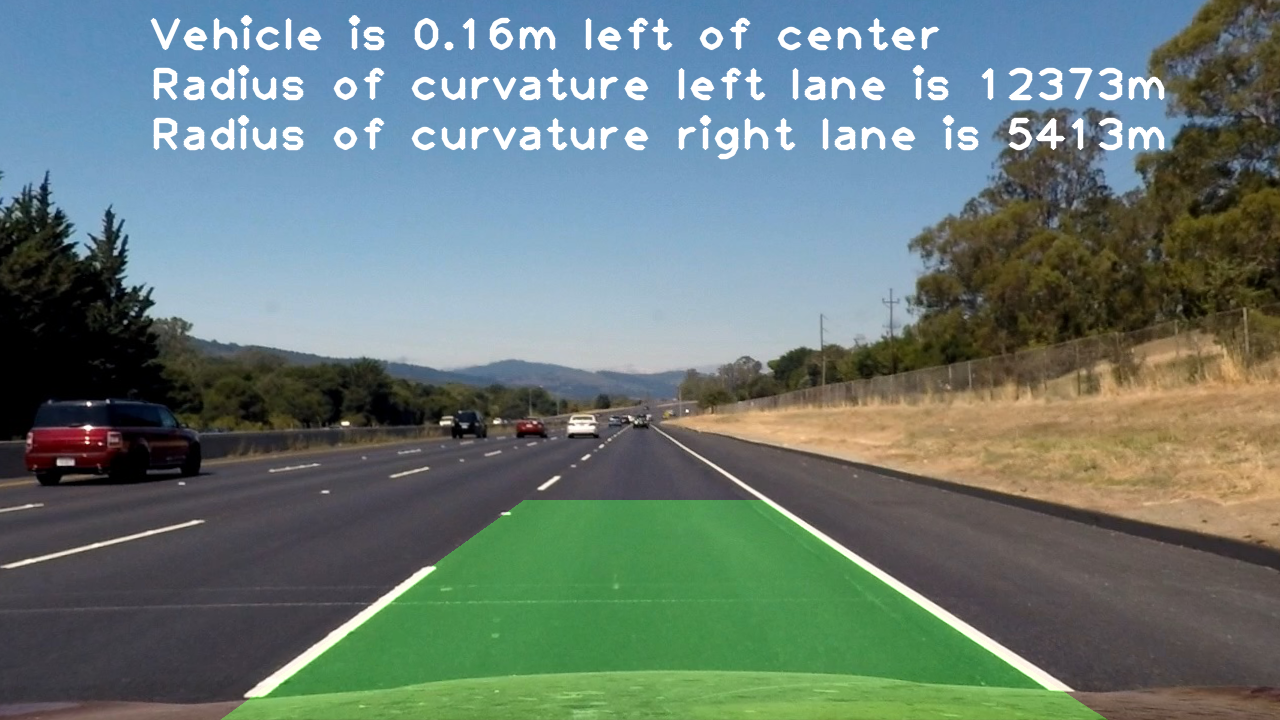 Vehicle is 0.16m left of center
Radius of curvature left lane is 12373m
Radius of curvature right lane is 5413m